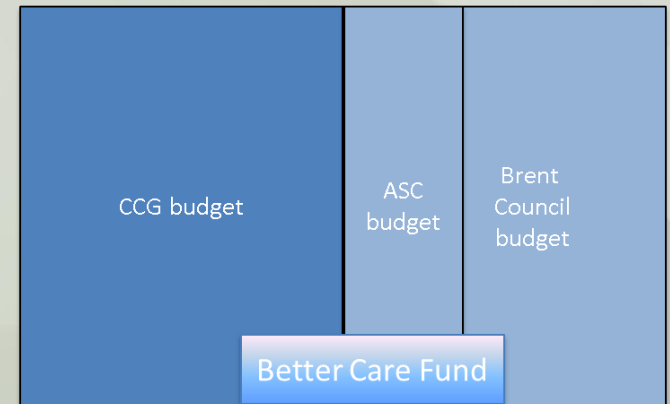 CCG budget
ASC
budget
Brent
Council
budget
Better Care Fund